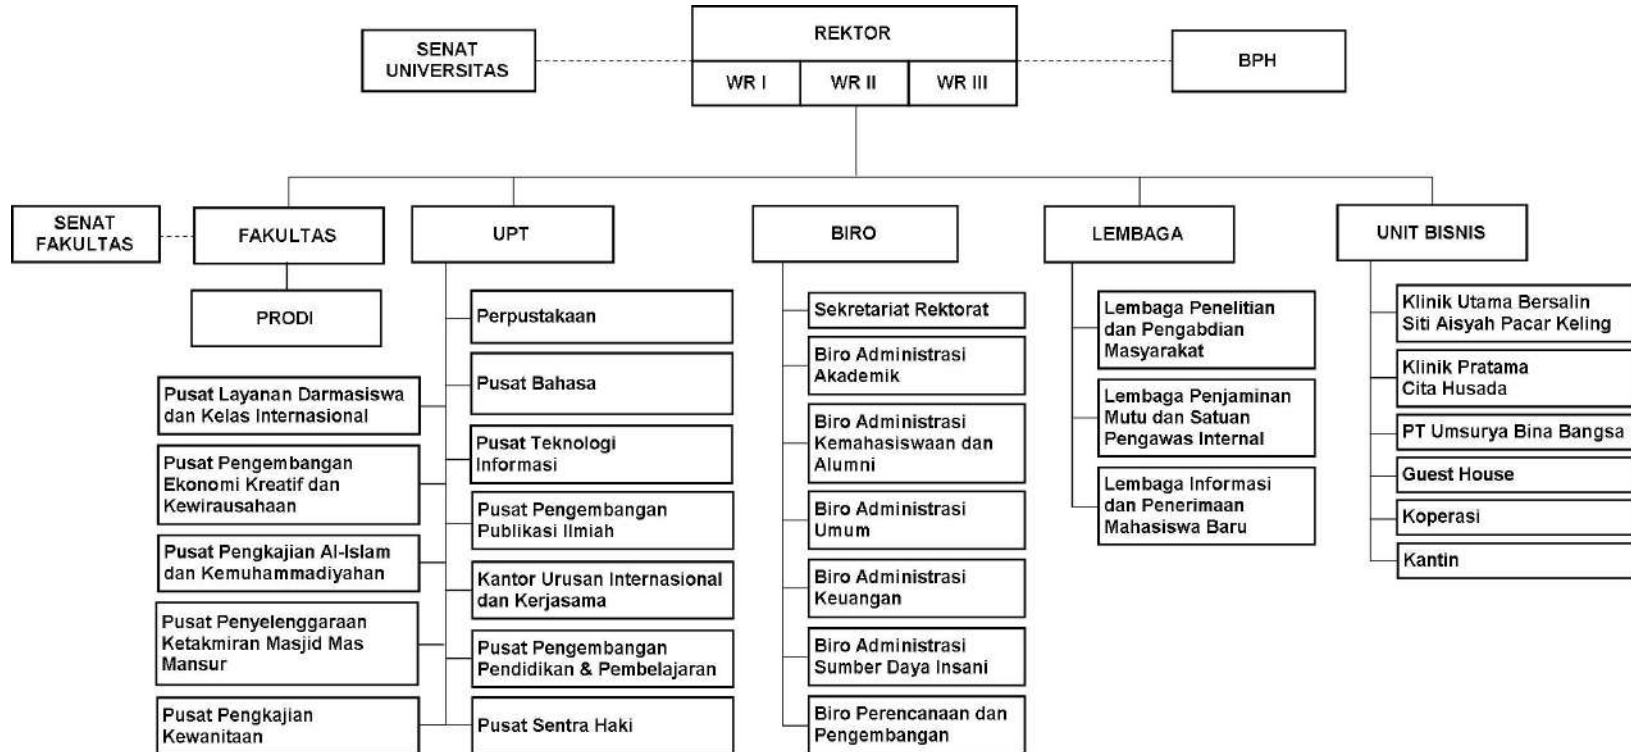 REKTOR
SENAT
UNIVERSITAS
BPH
WR I
WR II
WR III
SENAT
FAKULTAS
FAKULTAS
UPT
BIRO
LEMBAGA
UNIT BISNIS
PRODI
Pusat Layanan Darmasiswa
dan Kelas Internasional
Pusat Pengembangan
Ekonomi Kreatif dan
Kewirausahaan
Pusat Pengkajian Al-Islam
dan Kemuhammadiyahan
Pusat Penyelenggaraan
Ketakmiran Masjid Mas
Mansur
Pusat Pengkajian
Kewanitaan
Perpustakaan
Pusat Bahasa
Pusat Teknologi
Informasi
Pusat Pengembangan
Publikasi Ilmiah
Kantor Urusan Internasional
dan Kerjasama
Pusat Pengembangan
Pendidikan & Pembelajaran
Pusat Sentra Haki
Sekretariat Rektorat
Biro Administrasi
Akademik
Biro Administrasi
Kemahasiswaan dan
Alumni
Biro Administrasi
Umum
Biro Administrasi
Keuangan
Biro Administrasi
Sumber Daya Insani
Biro Perencanaan dan
Pengembangan
Lembaga Penelitian
dan Pengabdian
Masyarakat
Lembaga Penjaminan
Mutu dan Satuan
Pengawas Internal
Lembaga Informasi
dan Penerimaan
Mahasiswa Baru
Klinik Utama Bersalin
Siti Aisyah Pacar Keling
Klinik Pratama
Cita Husada
PT Umsurya Bina Bangsa
Guest House
Koperasi
Kantin